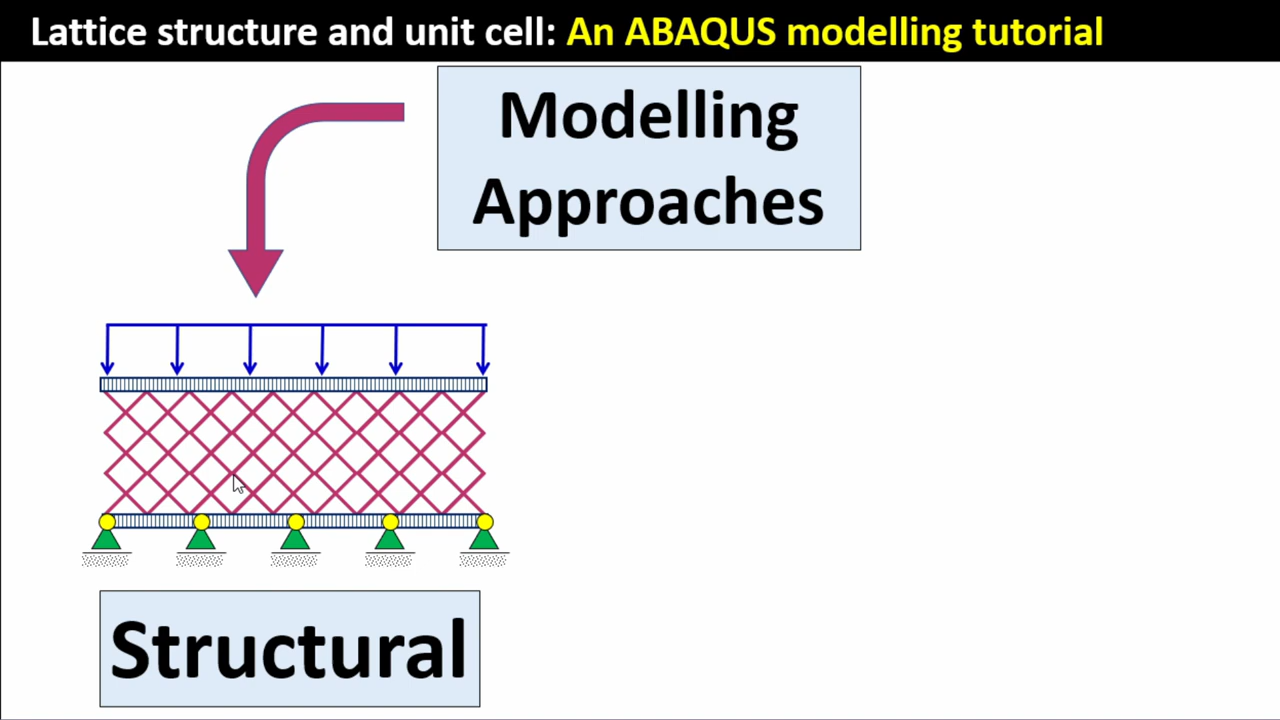 Lattice structure and unit cell: An ABAQUS modelling tutorial
Modelling
Approaches
Structural